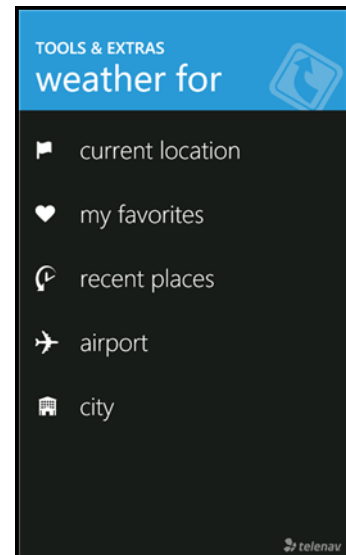 TOOLS & EXTRAS
weather for
current location
my favorites
recent places
airport
city
telenav